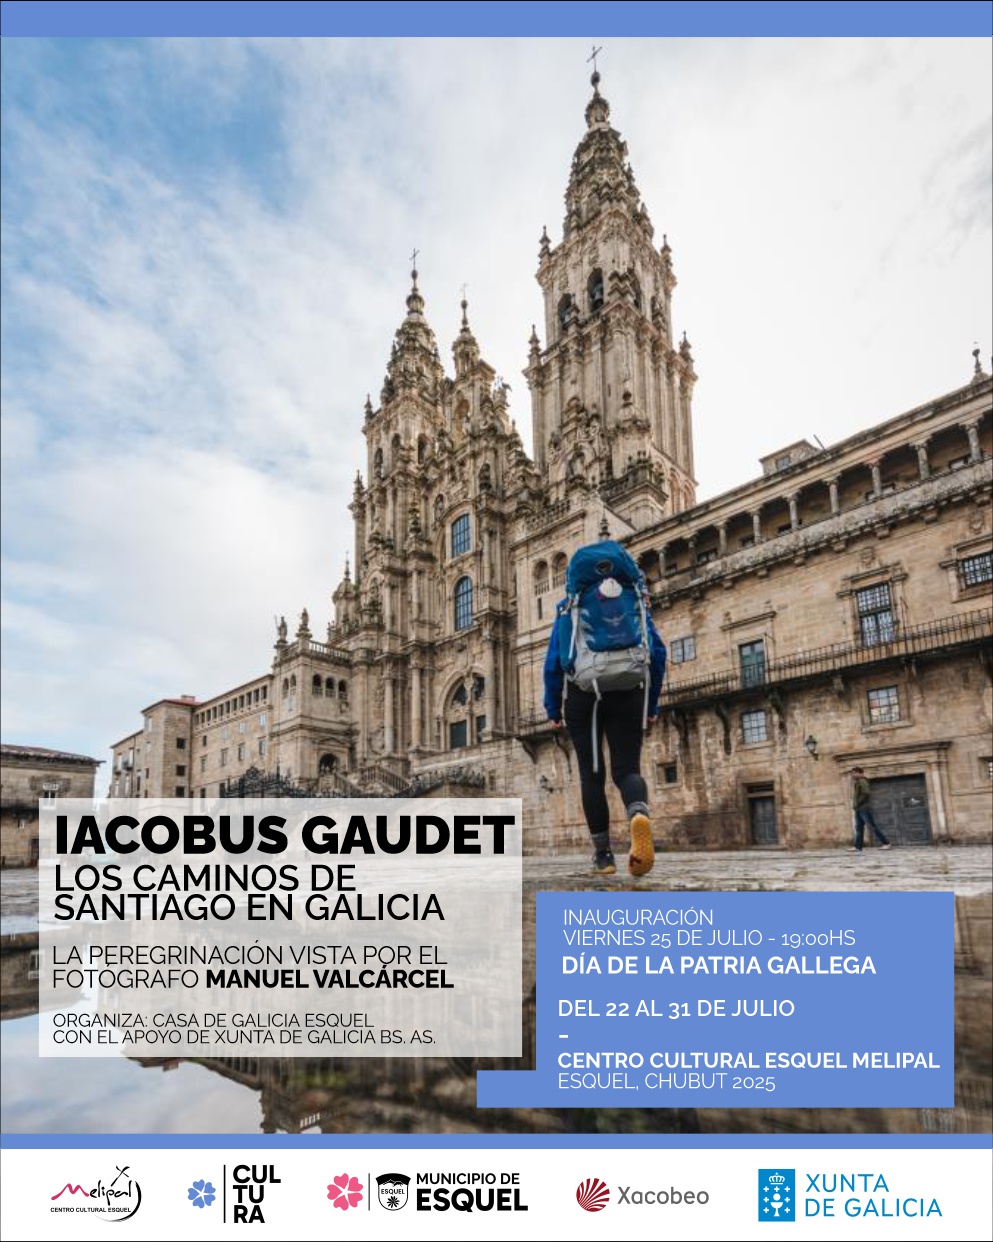 IACOBUS GAUDET
LOS CAMINOS DE
SANTIAGO EN GALICIA
LA PEREGRINACIÓN VISTA POR EL
FOTÓGRAFO MANUEL VALCÁRCEL
ORGANIZA: CASA DE GALICIA ESQUEL
CON EL APOYO DE XUNTA DE GALICIA BS. AS.
INAUGURACIÓN
VIERNES 25 DE JULIO - 19:00HS
DÍA DE LA PATRIA GALLEGA
DEL 22 AL 31 DE JULIO
–
CENTRO CULTURAL ESQUEL MELIPAL
ESQUEL, CHUBUT 2025
Melipal
CENTRO CULTURAL ESQUEL
CUL
TU
RA
ESQUEL
MUNICIPIO DE
ESQUEL
Xacobeo
XUNTA
DE GALICIA